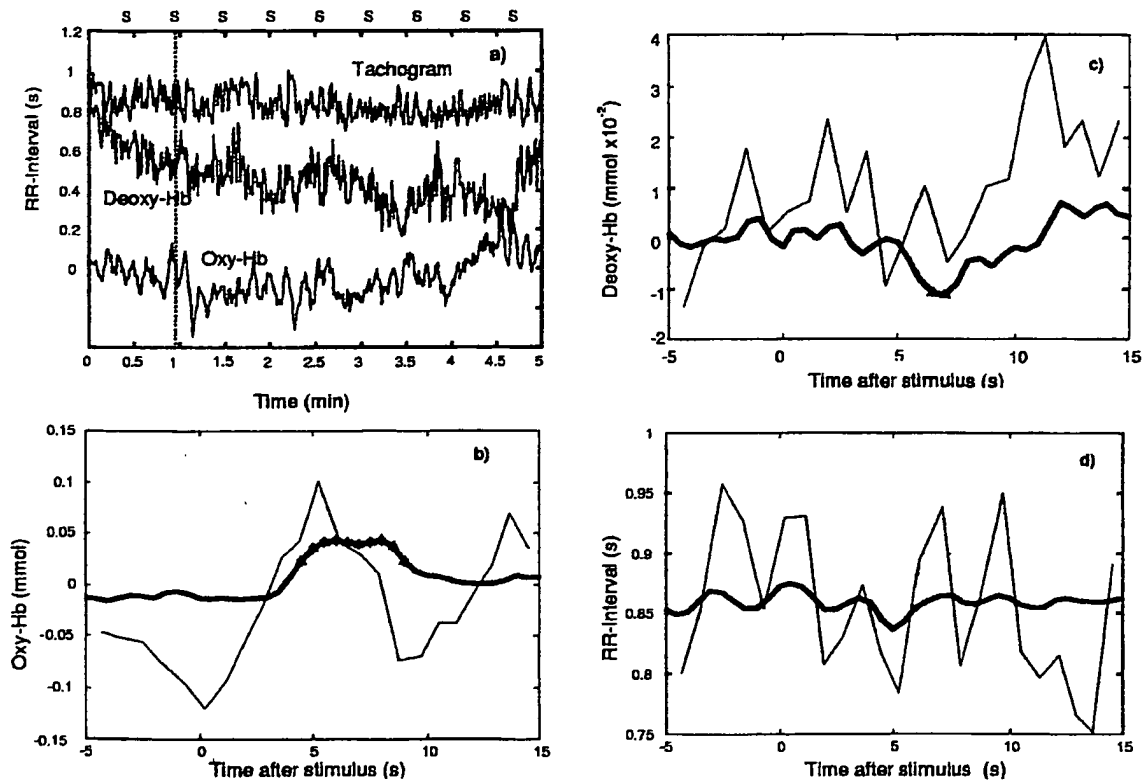 S S S S S S S S S
a)
Tachogram
Deoxy-Hb
Oxy-Hb
RR-Interval (s)
1.2
1
0.8
0.6
0.4
0.2
0
0 0.5 1 1.5 2 2.5 3 3.5 4 4.5 5
Time (min)
c)
Deoxy-Hb (mmol x10-2)
4
3
2
1
0
-1
-2
-5 0 5 10 15
Time after stimulus (s)
b)
Oxy-Hb (mmol)
0.15
0.1
0.05
0
-0.05
-0.1
-0.15
-5 0 5 10 15
Time after stimulus (s)
d)
RR-Interval (s)
1
0.95
0.9
0.85
0.8
0.75
-5 0 5 10 15
Time after stimulus (s)